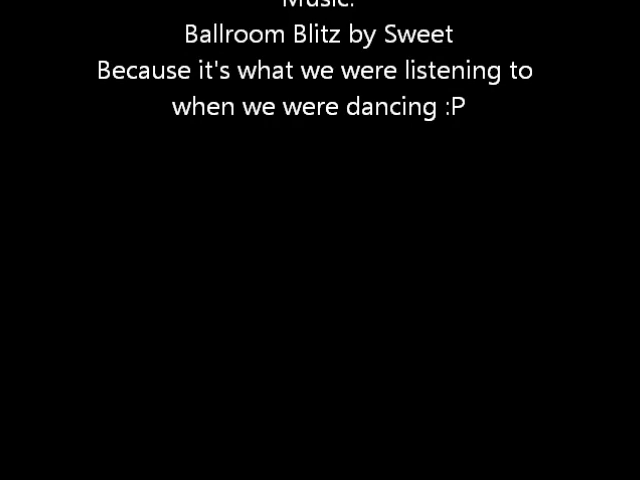 Music:
Ballroom Blitz by Sweet
Because it's what we were listening to
when we were dancing :P